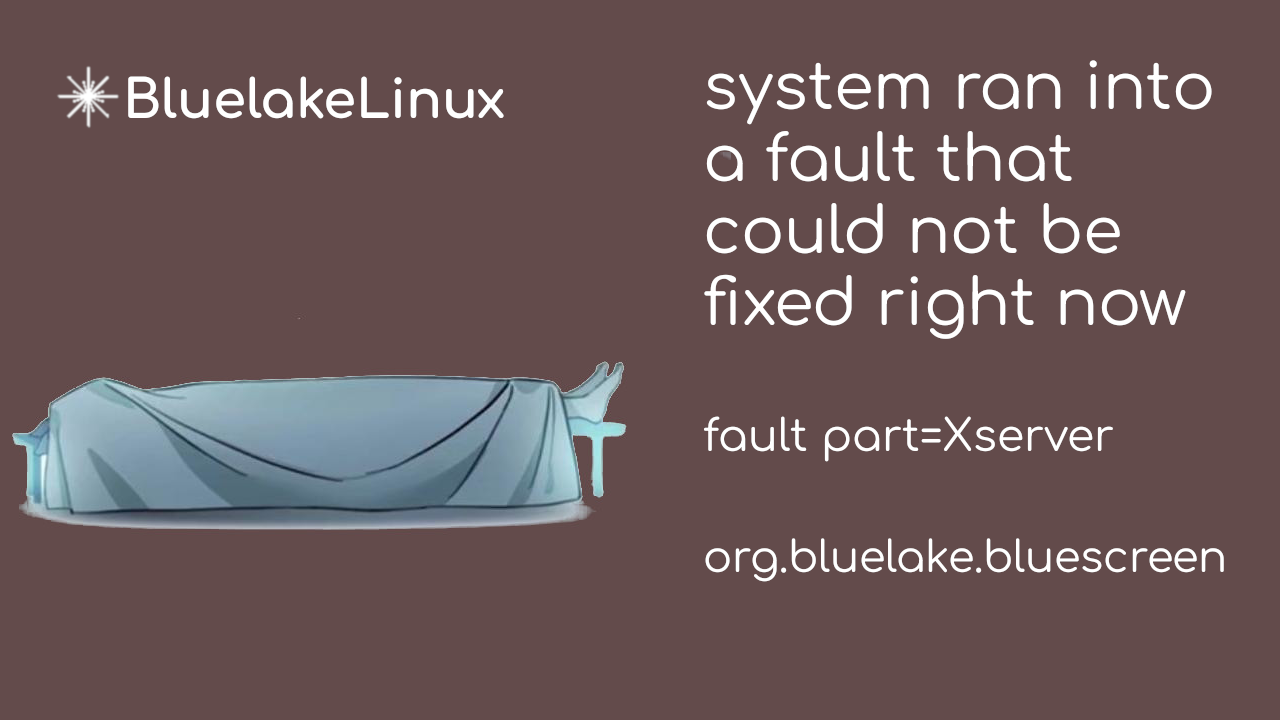 BluelakeLinux
system ran into
a fault that
could not be
fixed right now
fault part=Xserver
org.bluelake.bluescreen